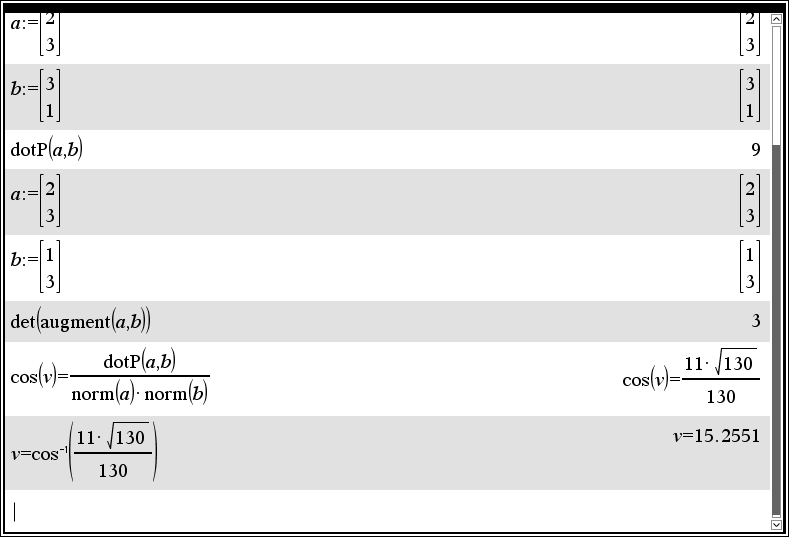 a:=[2 3] [2 3]
b:=[3 1] [3 1]
dotP(a,b) 9
a:=[2 3] [2 3]
b:=[1 3] [1 3]
det(augment(a,b)) 3
cos(v)=dotP(a,b)/norm(a)·norm(b) cos(v)=11·√130/130
v=cos⁻¹(11·√130/130) v=15.2551